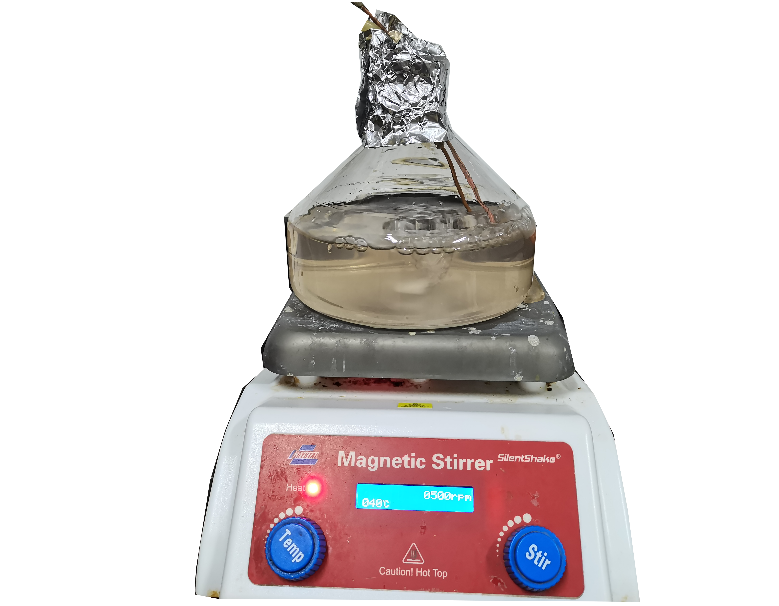 Magnetic Stirrer
SilentShake®
Heat
0500rpm
040c
Temp
Stir
Caution! Hot Top